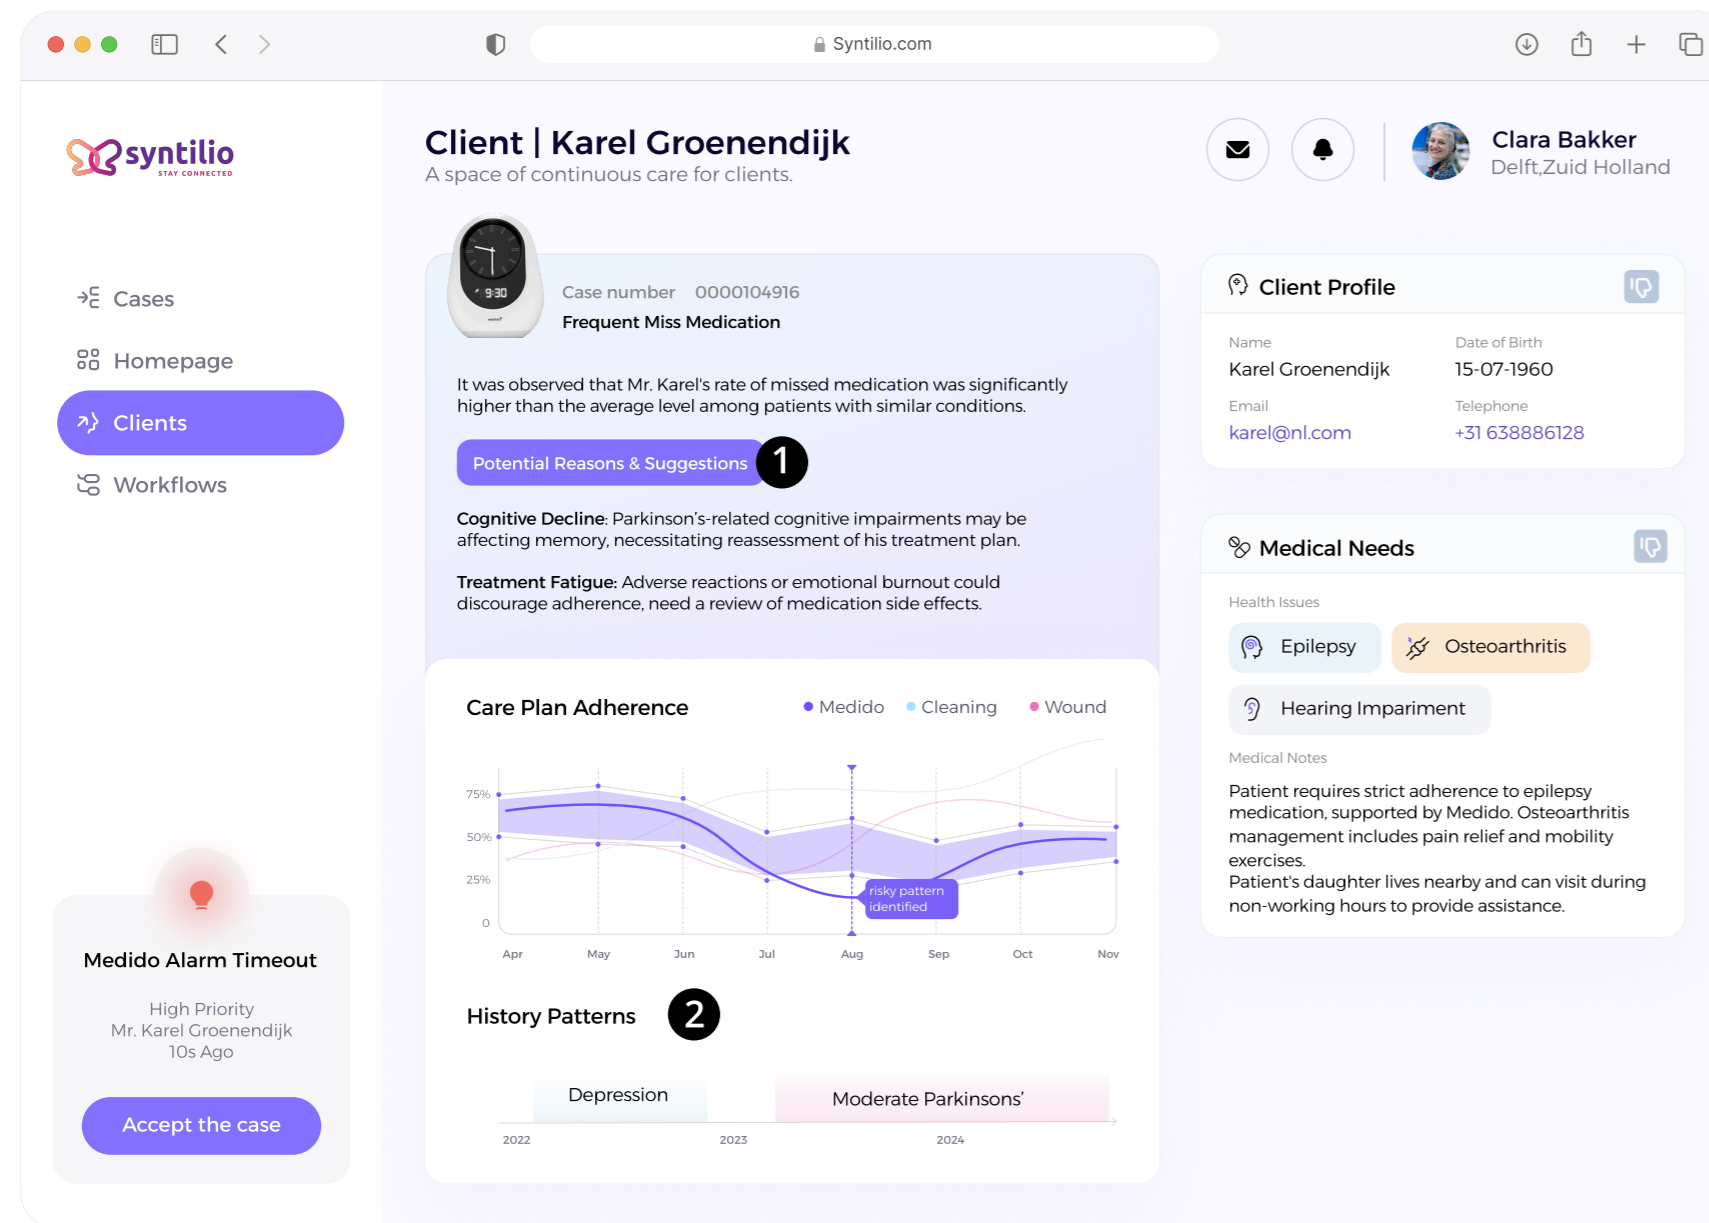 Syntilio.com
syntilio
STAY CONNECTED
Client | Karel Groenendijk
A space of continuous care for clients.
Clara Bakker
Delft,Zuid Holland
Cases
Homepage
Clients
Workflows
Medido Alarm Timeout
High Priority
Mr. Karel Groenendijk
10s Ago
Accept the case
9:30
Case number 0000104916
Frequent Miss Medication
It was observed that Mr. Karel's rate of missed medication was significantly
higher than the average level among patients with similar conditions.
Potential Reasons & Suggestions
1
Cognitive Decline: Parkinson's-related cognitive impairments may be
affecting memory, necessitating reassessment of his treatment plan.
Treatment Fatigue: Adverse reactions or emotional burnout could
discourage adherence, need a review of medication side effects.
Care Plan Adherence
Medido Cleaning Wound
75%
50%
25%
0
risky pattern
identified
Apr May Jun Jul Aug Sep Oct Nov
History Patterns
2
Depression
Moderate Parkinsons'
2022 2023 2024
Client Profile
Name Date of Birth
Karel Groenendijk 15-07-1960
Email Telephone
karel@nl.com +31 638886128
Medical Needs
Health Issues
Epilepsy Osteoarthritis
Hearing Impariment
Medical Notes
Patient requires strict adherence to epilepsy
medication, supported by Medido. Osteoarthritis
management includes pain relief and mobility
exercises.
Patient's daughter lives nearby and can visit during
non-working hours to provide assistance.